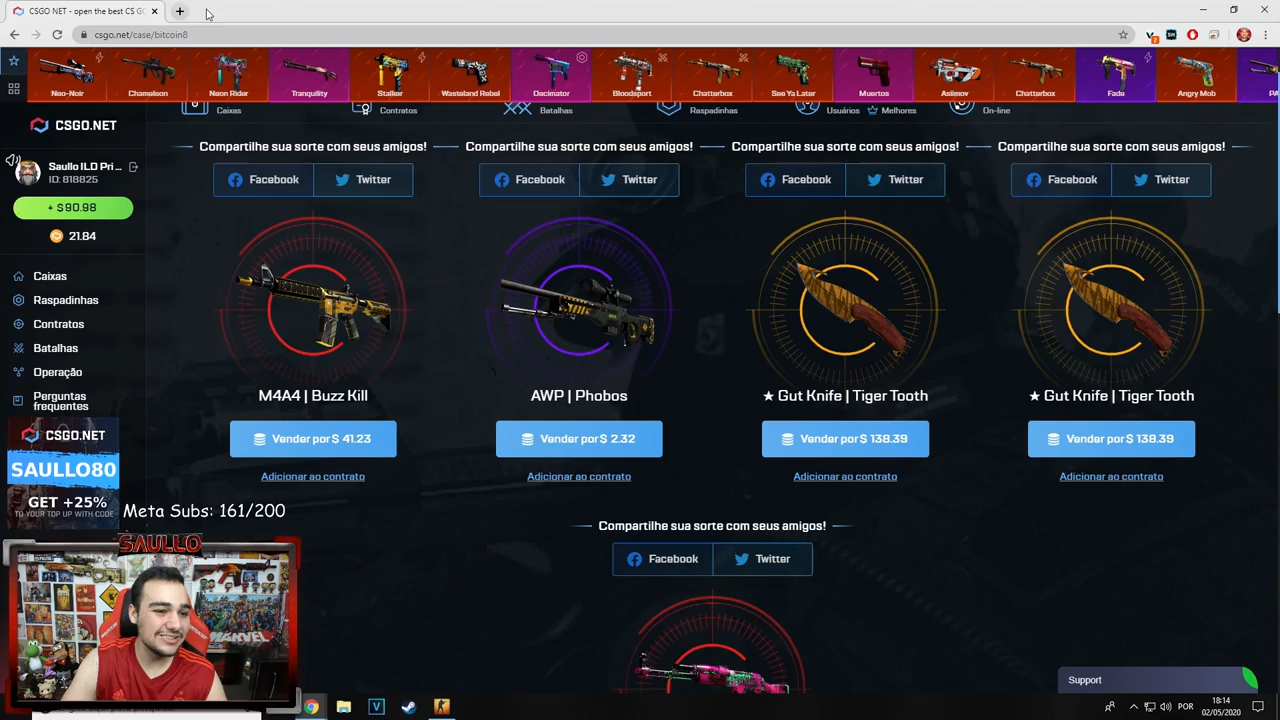 CSGO NET - open the best CS GO
csgo.net/case/bitcoin8
Neo-Noir
Chameleon
Neon Rider
Tranquility
Stalker
Wasteland Rebel
Decimator
Bloodsport
Chatterbox
See Ya Later
Muertos
Asiimov
Chatterbox
Fade
Angry Mob
Caixas
Contratos
Batalhas
Raspadinhas
Usuários
Melhores
On-line
CSGO.NET
Saullo ILD Pri ...
ID: 818825
+ $90.98
21.84
Caixas
Raspadinhas
Contratos
Batalhas
Operação
Perguntas
frequentes
Compartilhe sua sorte com seus amigos!
Facebook
Twitter
M4A4 | Buzz Kill
Vender por $ 41.23
Adicionar ao contrato
Compartilhe sua sorte com seus amigos!
Facebook
Twitter
AWP | Phobos
Vender por $ 2.32
Adicionar ao contrato
Compartilhe sua sorte com seus amigos!
Facebook
Twitter
★ Gut Knife | Tiger Tooth
Vender por $ 138.39
Adicionar ao contrato
Compartilhe sua sorte com seus amigos!
Facebook
Twitter
★ Gut Knife | Tiger Tooth
Vender por $ 138.39
Adicionar ao contrato
Compartilhe sua sorte com seus amigos!
Facebook
Twitter
CSGO.NET
SAULLO80
GET +25%
TO YOUR TOP UP WITH CODE
Meta Subs: 161/200
SAULLO
MARVEL
Support
POR
18:14
02/05/2020